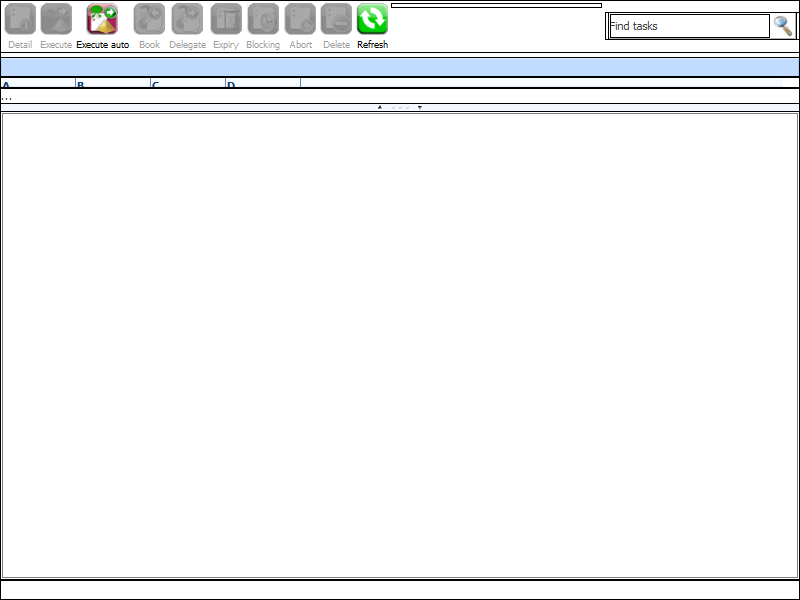 Detail Execute Execute auto Book Delegate Expiry Blocking Abort Delete Refresh
Find tasks
A B C D
...